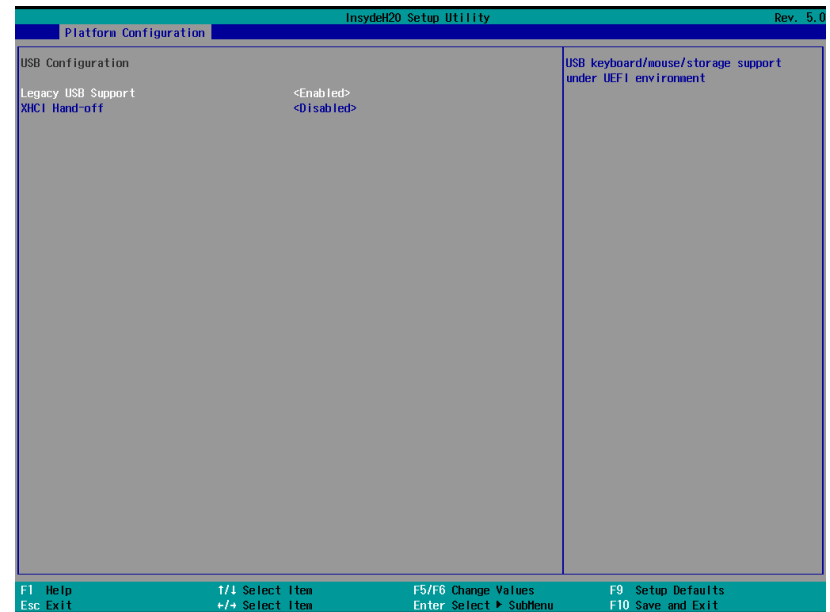 InsydeH20 Setup Utility Rev. 5.0
Platform Configuration
USB Configuration
Legacy USB Support <Enabled>
XHCI Hand-off <Disabled>
USB keyboard/mouse/storage support
under UEFI environment
F1 Help ↑/↓ Select Item F5/F6 Change Values F9 Setup Defaults
Esc Exit ←/→ Select Item Enter Select ▶ SubMenu F10 Save and Exit